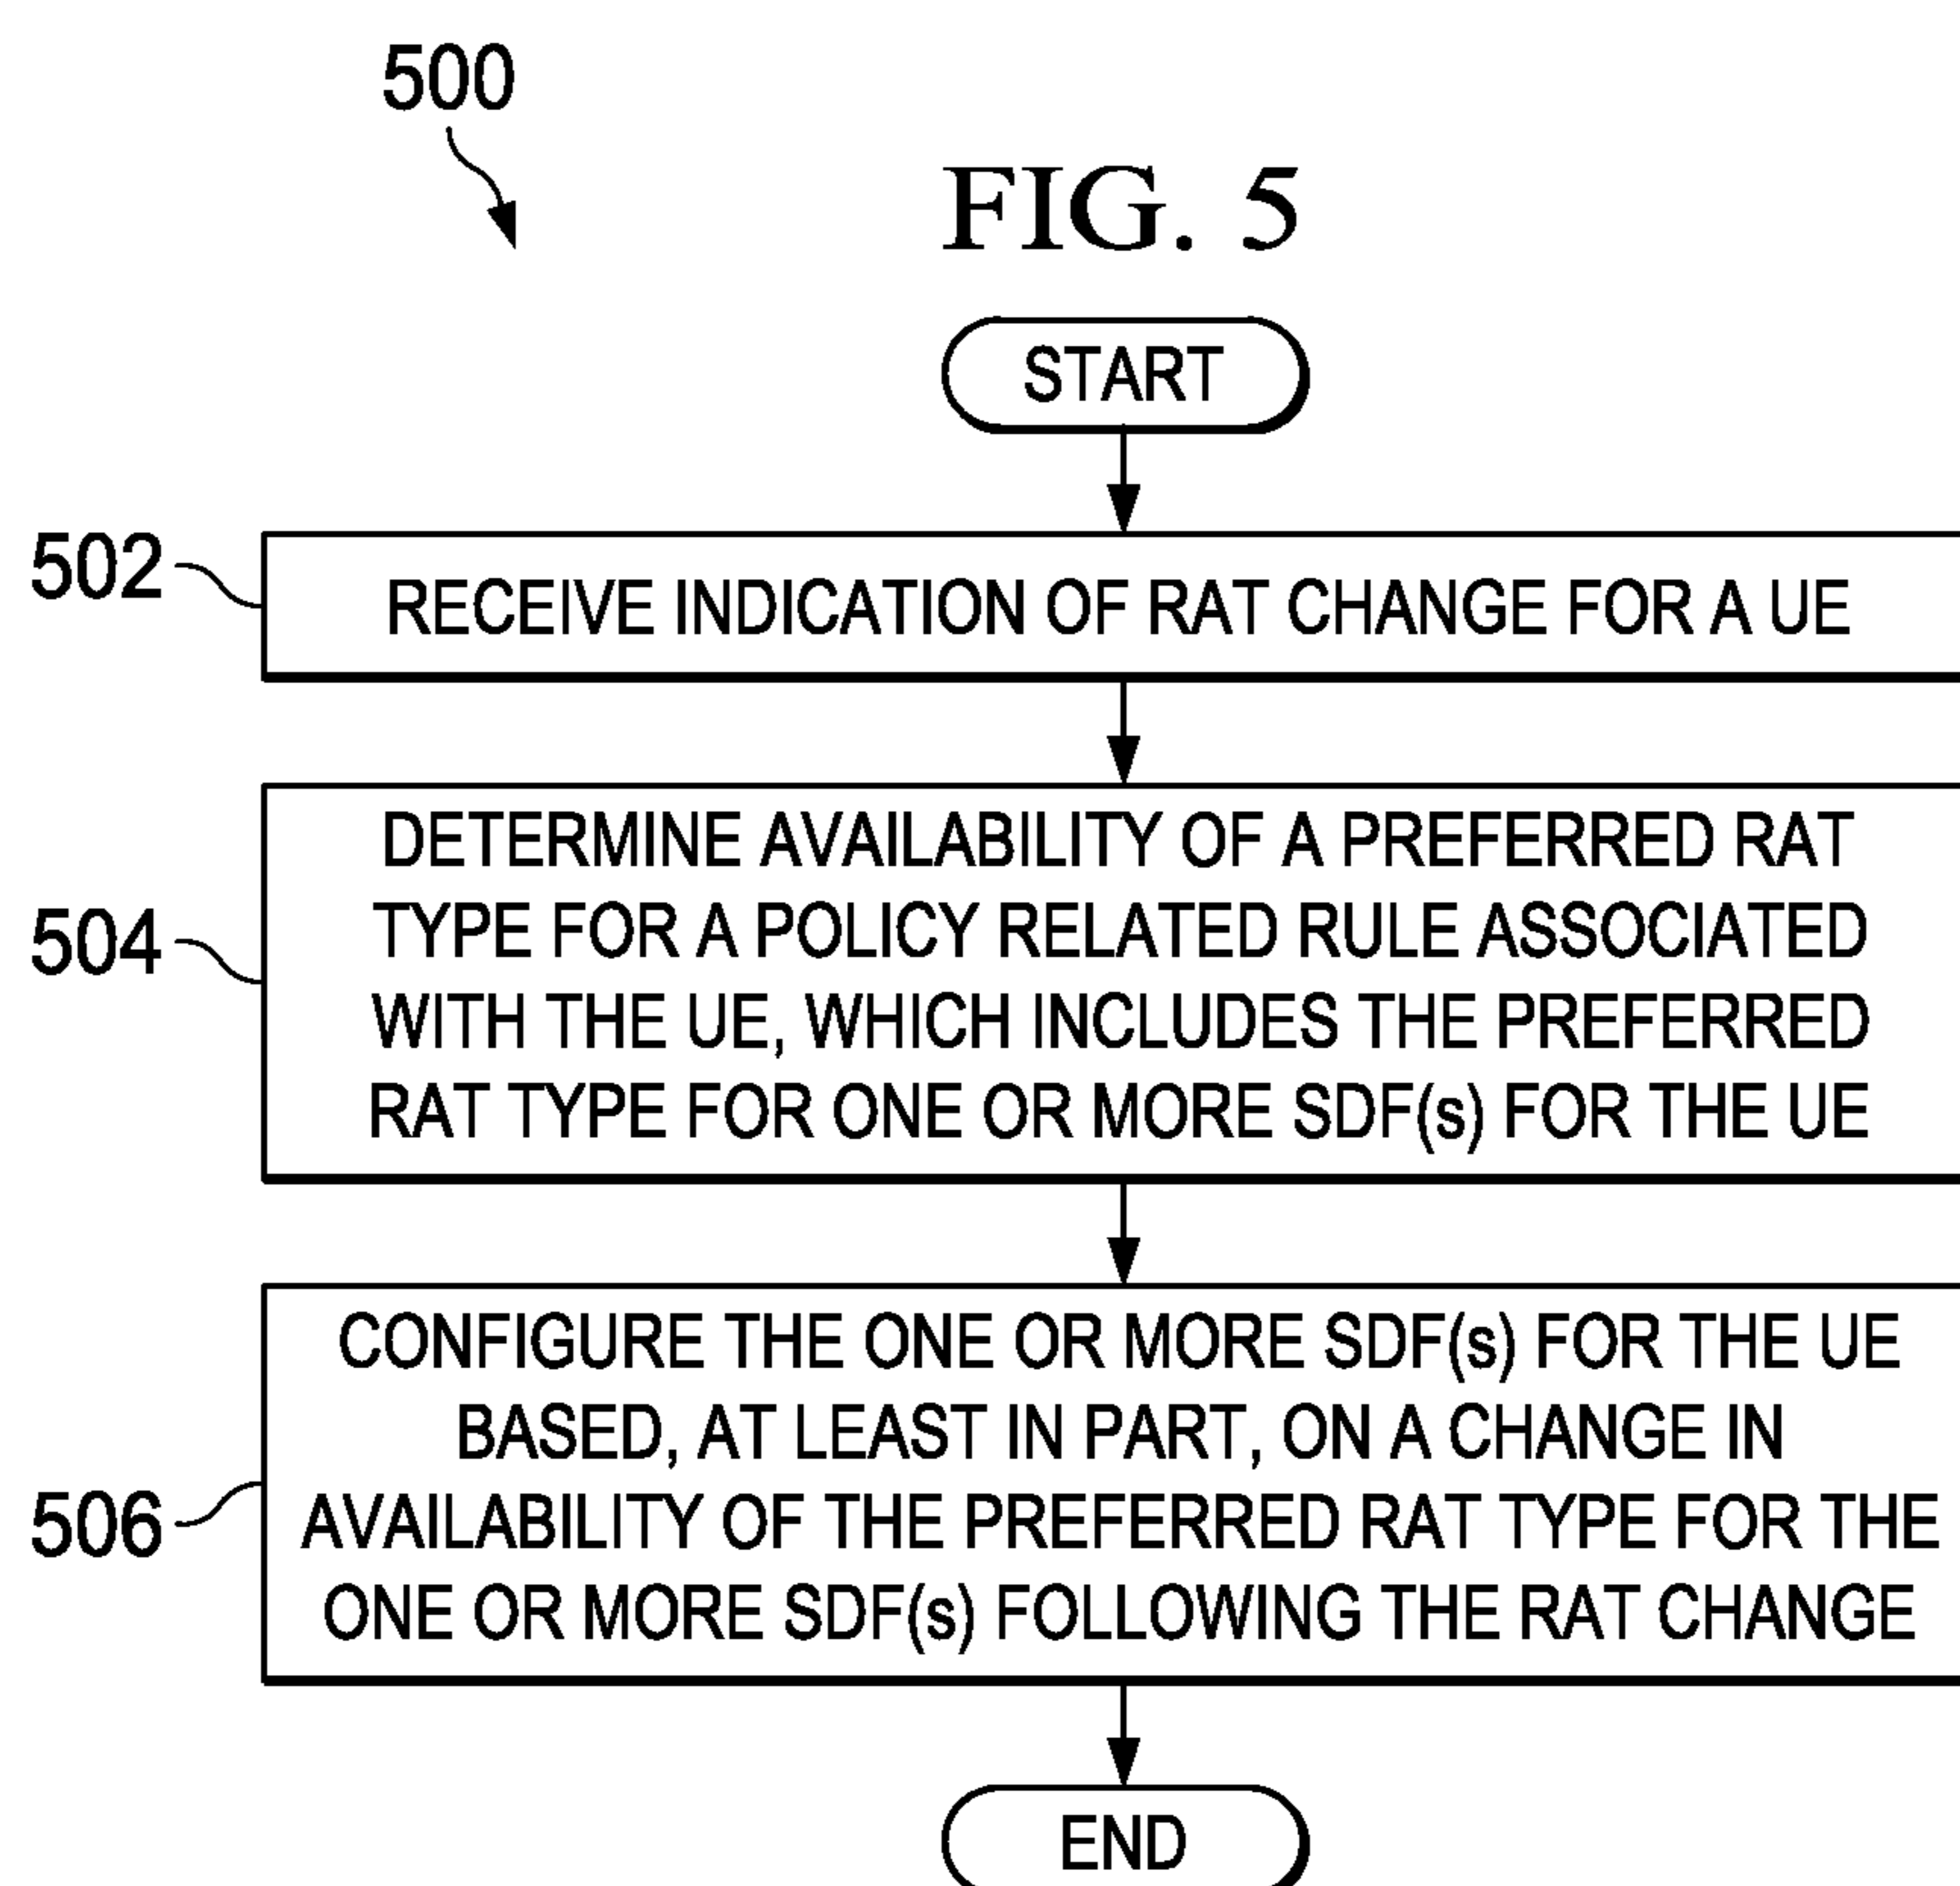 500
FIG. 5
START
502
RECEIVE INDICATION OF RAT CHANGE FOR A UE
504
DETERMINE AVAILABILITY OF A PREFERRED RAT
TYPE FOR A POLICY RELATED RULE ASSOCIATED
WITH THE UE, WHICH INCLUDES THE PREFERRED
RAT TYPE FOR ONE OR MORE SDF(s) FOR THE UE
506
CONFIGURE THE ONE OR MORE SDF(s) FOR THE UE
BASED, AT LEAST IN PART, ON A CHANGE IN
AVAILABILITY OF THE PREFERRED RAT TYPE FOR THE
ONE OR MORE SDF(s) FOLLOWING THE RAT CHANGE
END